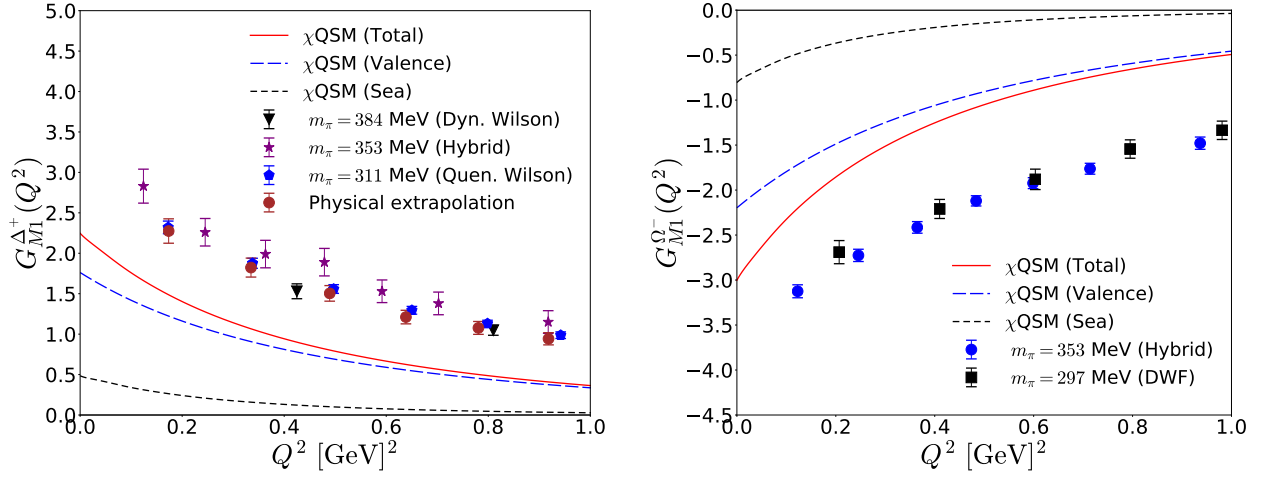 5.0
4.5
4.0
3.5
3.0
2.5
2.0
1.5
1.0
0.5
0.0
G_{M1}^{Δ^+}(Q^2)
χQSM (Total)
χQSM (Valence)
χQSM (Sea)
m_π = 384 MeV (Dyn. Wilson)
m_π = 353 MeV (Hybrid)
m_π = 311 MeV (Quen. Wilson)
Physical extrapolation
0 0.2 0.4 0.6 0.8 1.0
Q^2 [GeV]^2
0.0
−0.5
−1.0
−1.5
−2.0
−2.5
−3.0
−3.5
−4.0
−4.5
G_{M1}^{Ω^-}(Q^2)
χQSM (Total)
χQSM (Valence)
χQSM (Sea)
m_π = 353 MeV (Hybrid)
m_π = 297 MeV (DWF)
0.0 0.2 0.4 0.6 0.8 1.0
Q^2 [GeV]^2